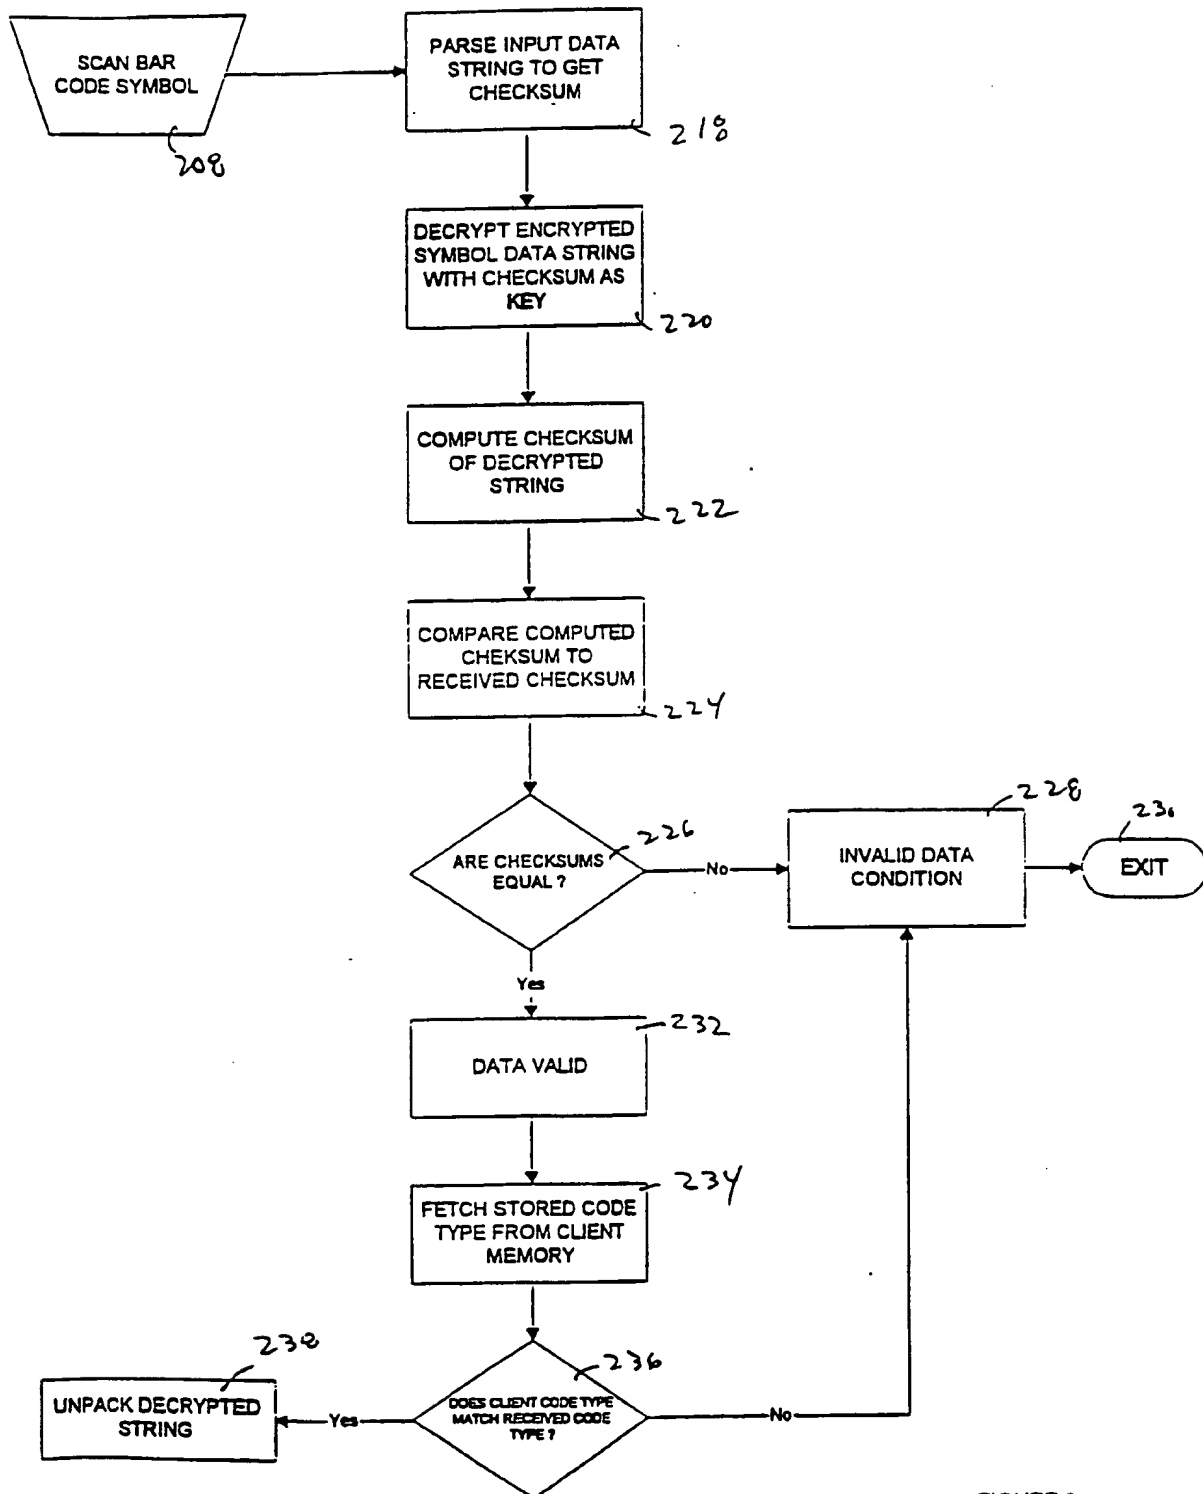 SCAN BAR
CODE SYMBOL
208
PARSE INPUT DATA
STRING TO GET
CHECKSUM
218
DECRYPT ENCRYPTED
SYMBOL DATA STRING
WITH CHECKSUM AS
KEY
220
COMPUTE CHECKSUM
OF DECRYPTED
STRING
222
COMPARE COMPUTED
CHEKSUM TO
RECEIVED CHECKSUM
224
ARE CHECKSUMS
EQUAL ?
226
No
INVALID DATA
CONDITION
228
EXIT
230
Yes
DATA VALID
232
FETCH STORED CODE
TYPE FROM CLIENT
MEMORY
234
DOES CLIENT CODE TYPE
MATCH RECEIVED CODE
TYPE ?
236
No
Yes
UNPACK DECRYPTED
STRING
238